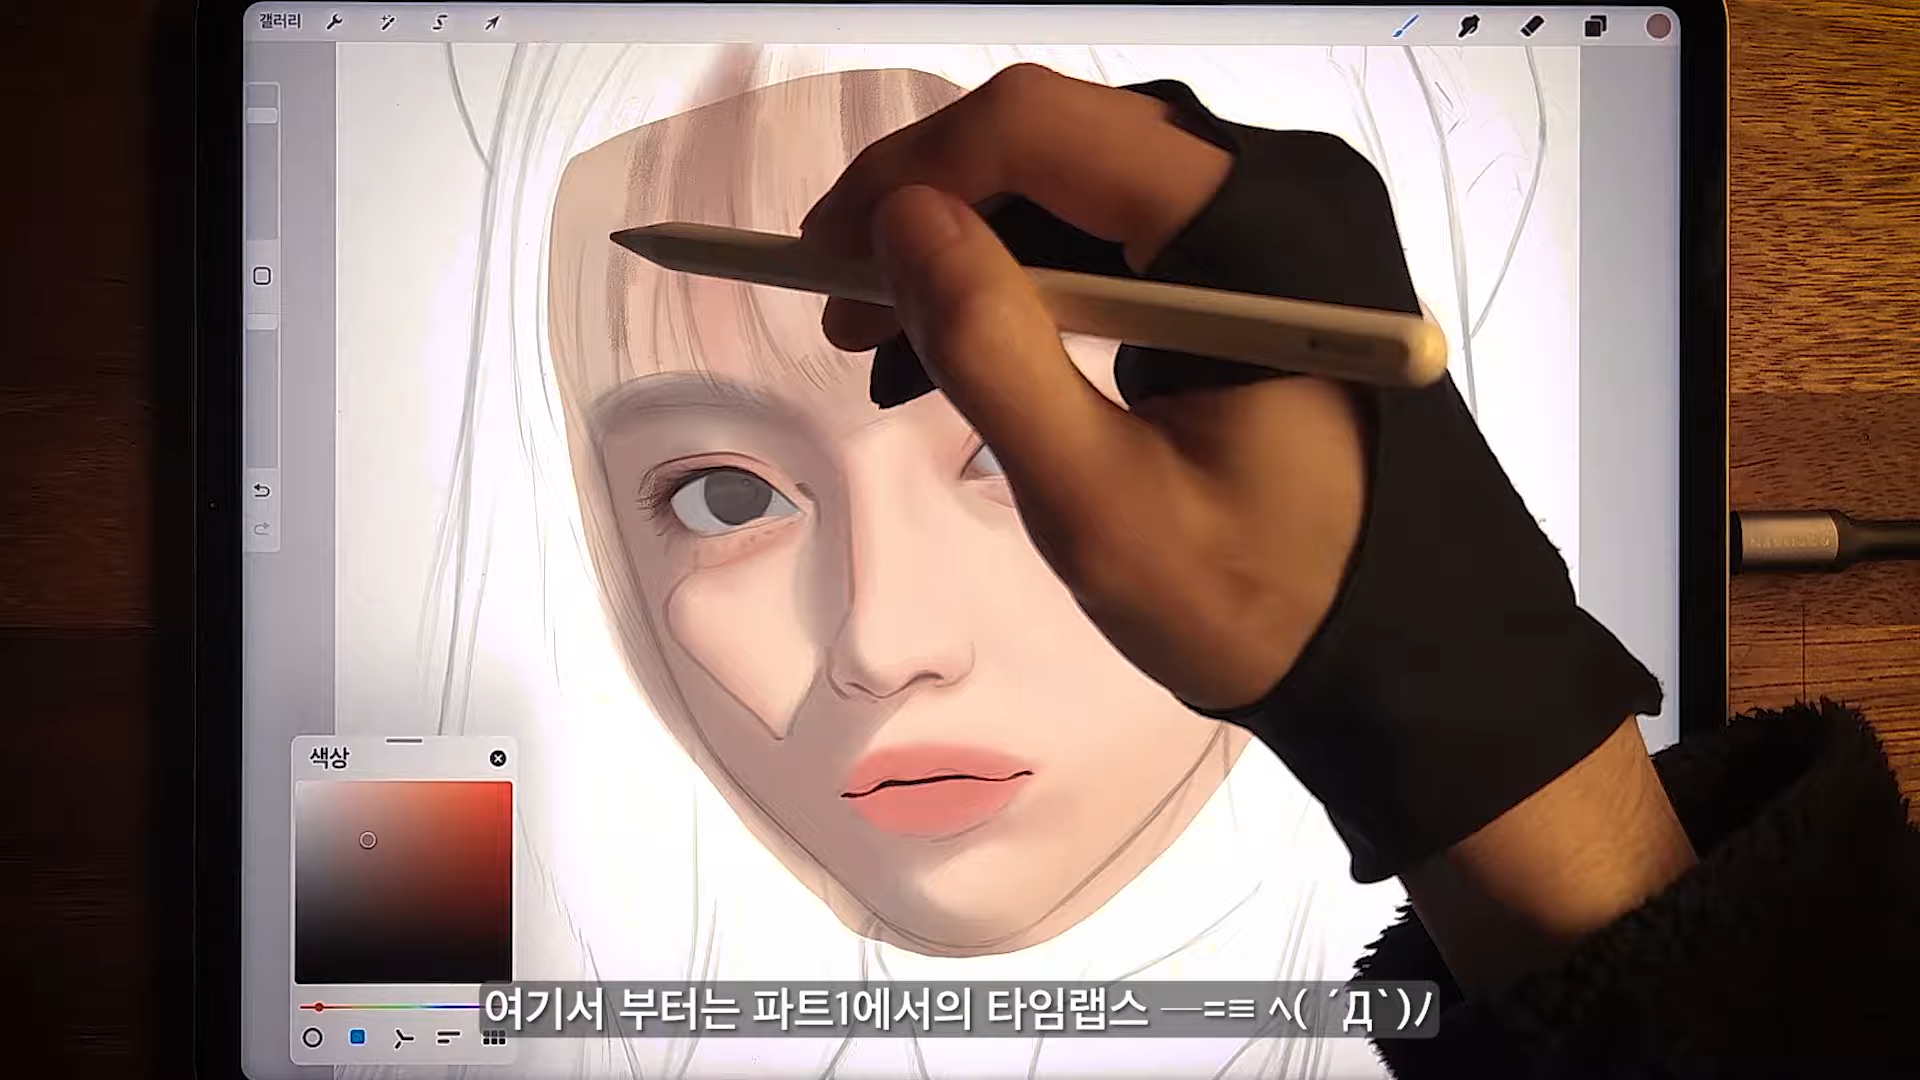 갤러리
색상
여기서 부터는 파트1에서의 타임랩스 ─=≡ ㅅ( ´Д`)ﾉ